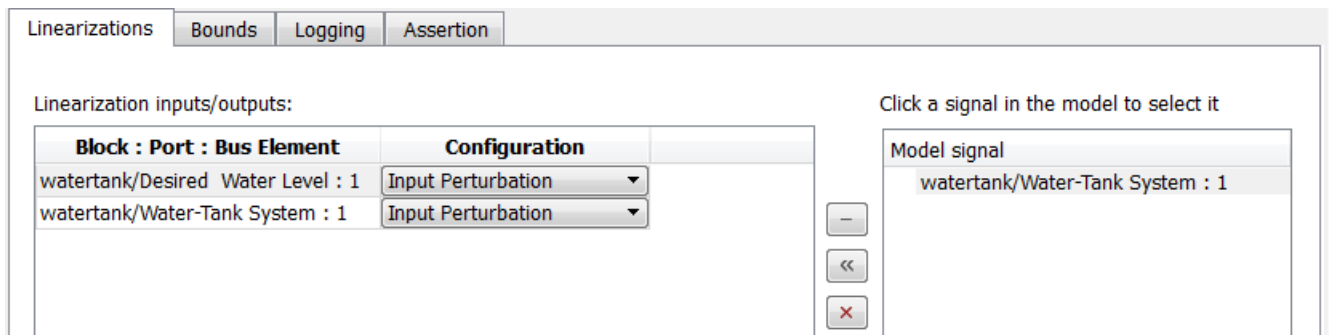 Linearizations Bounds Logging Assertion
Linearization inputs/outputs: Click a signal in the model to select it
Block : Port : Bus Element Configuration Model signal
watertank/Desired  Water Level : 1 Input Perturbation watertank/Water-Tank System : 1
watertank/Water-Tank System : 1 Input Perturbation